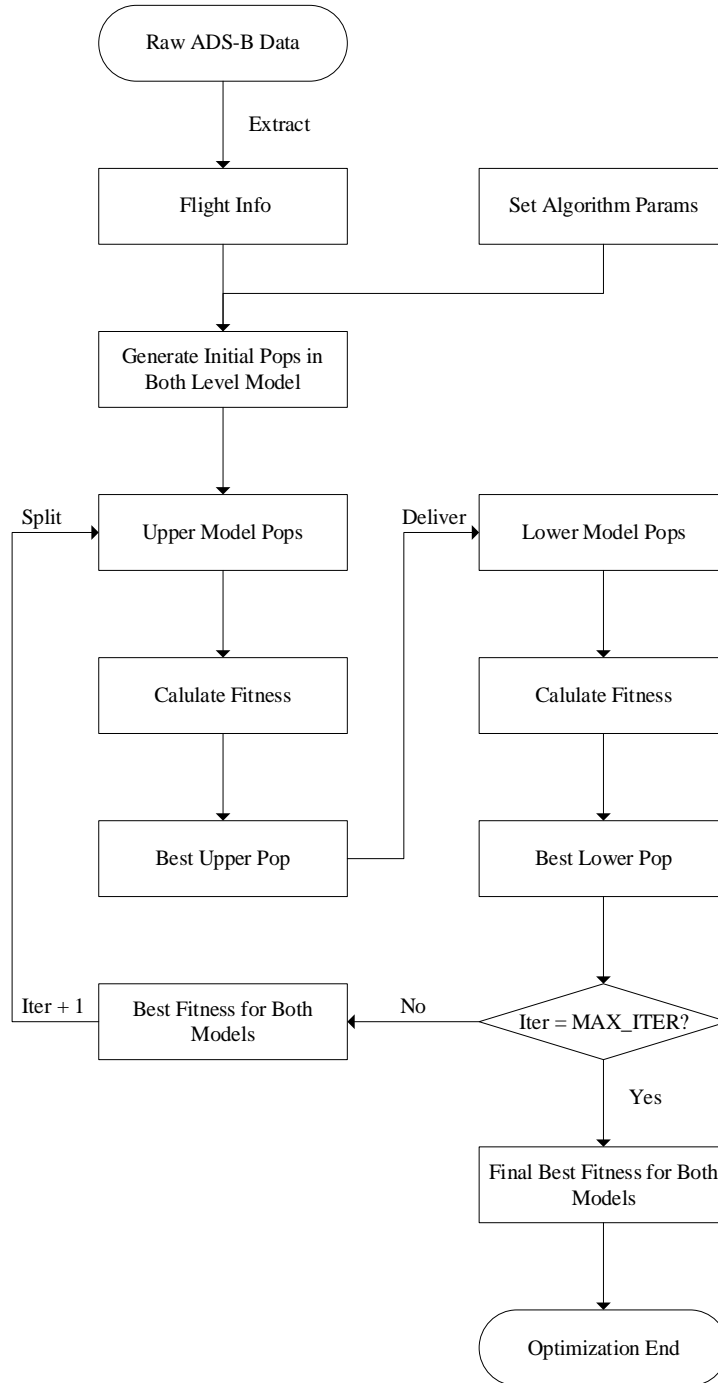 Raw ADS-B Data
Extract
Flight Info
Set Algorithm Params
Generate Initial Pops in
Both Level Model
Split
Upper Model Pops
Deliver
Lower Model Pops
Calulate Fitness
Calulate Fitness
Best Upper Pop
Best Lower Pop
Iter + 1
Best Fitness for Both
Models
No
Iter = MAX_ITER?
Yes
Final Best Fitness for Both
Models
Optimization End